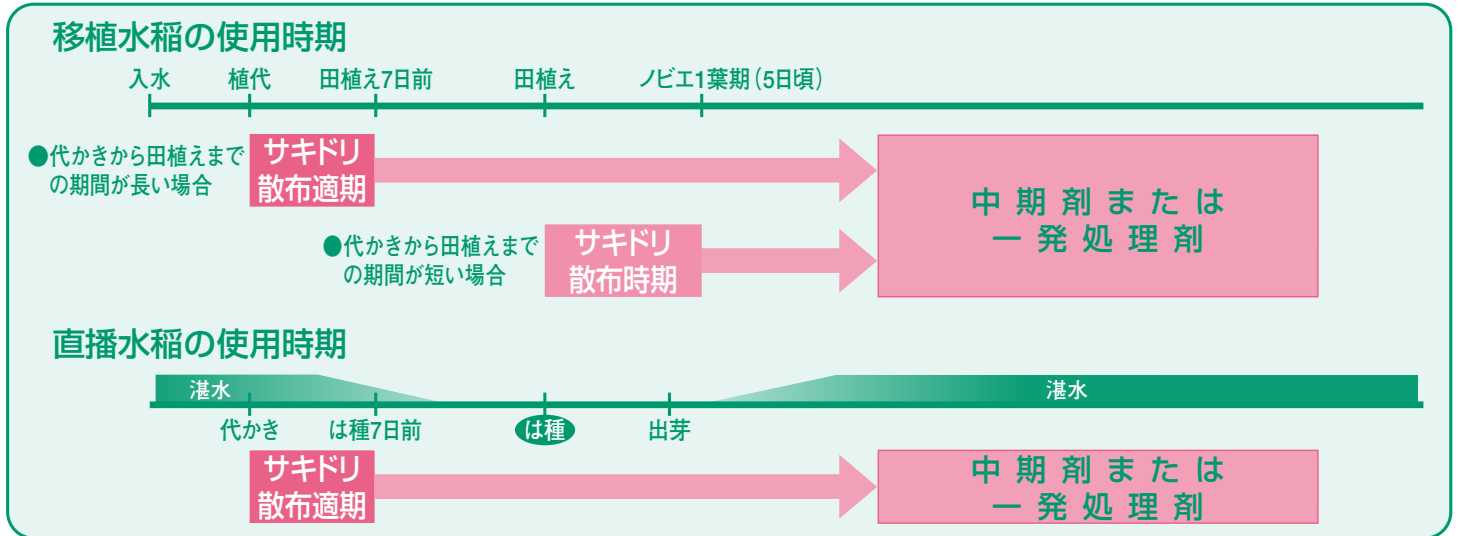 移植水稲の使用時期
入水 植代 田植え7日前 田植え ノビエ1葉期(5日頃)
●代かきから田植えまで
の期間が長い場合
サキドリ
散布適期
中期剤または
一発処理剤
●代かきから田植えまで
の期間が短い場合
サキドリ
散布時期
直播水稲の使用時期
湛水 湛水
代かき は種7日前 は種 出芽
サキドリ
散布適期
中期剤または
一発処理剤